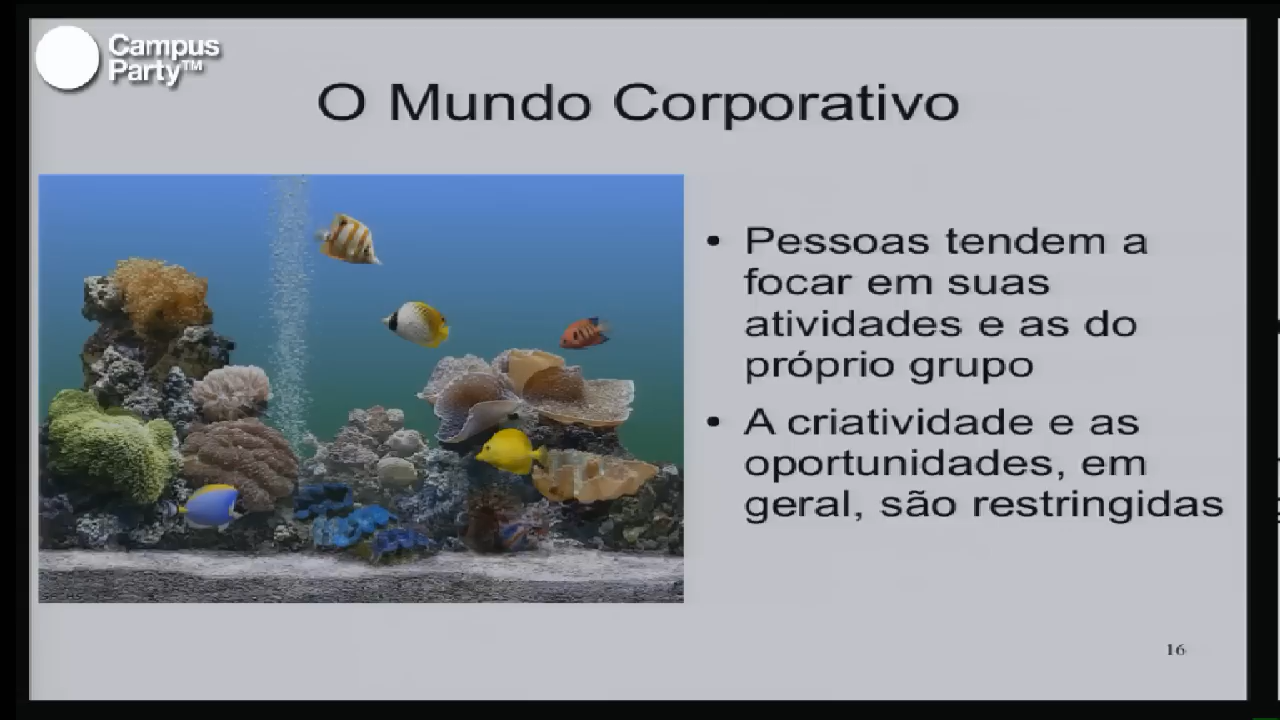 Campus
Party™
O Mundo Corporativo
• Pessoas tendem a
focar em suas
atividades e as do
próprio grupo
• A criatividade e as
oportunidades, em
geral, são restringidas
16